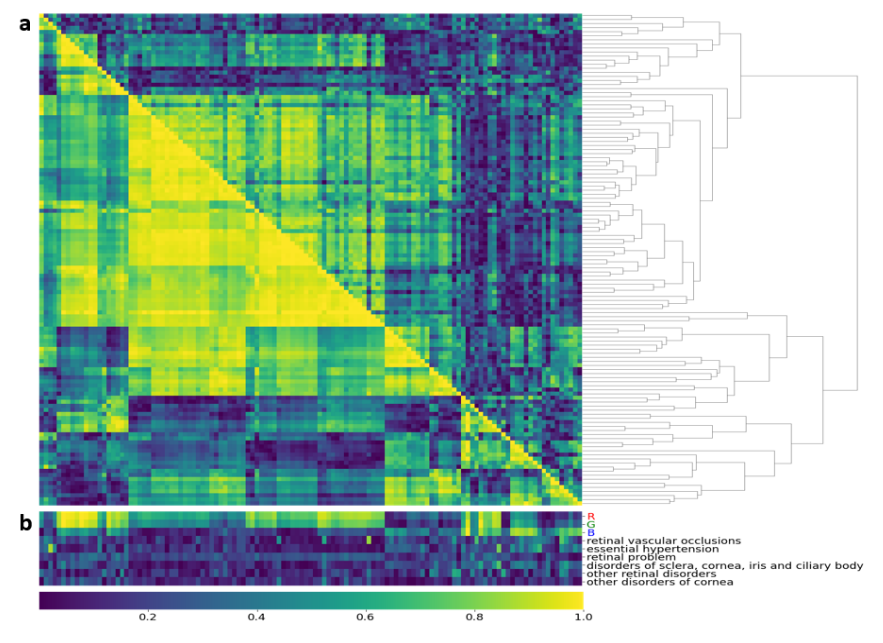 a
b
R
G
B
retinal vascular occlusions
essential hypertension
retinal problem
disorders of sclera, cornea, iris and ciliary body
other retinal disorders
other disorders of cornea
0.2 0.4 0.6 0.8 1.0